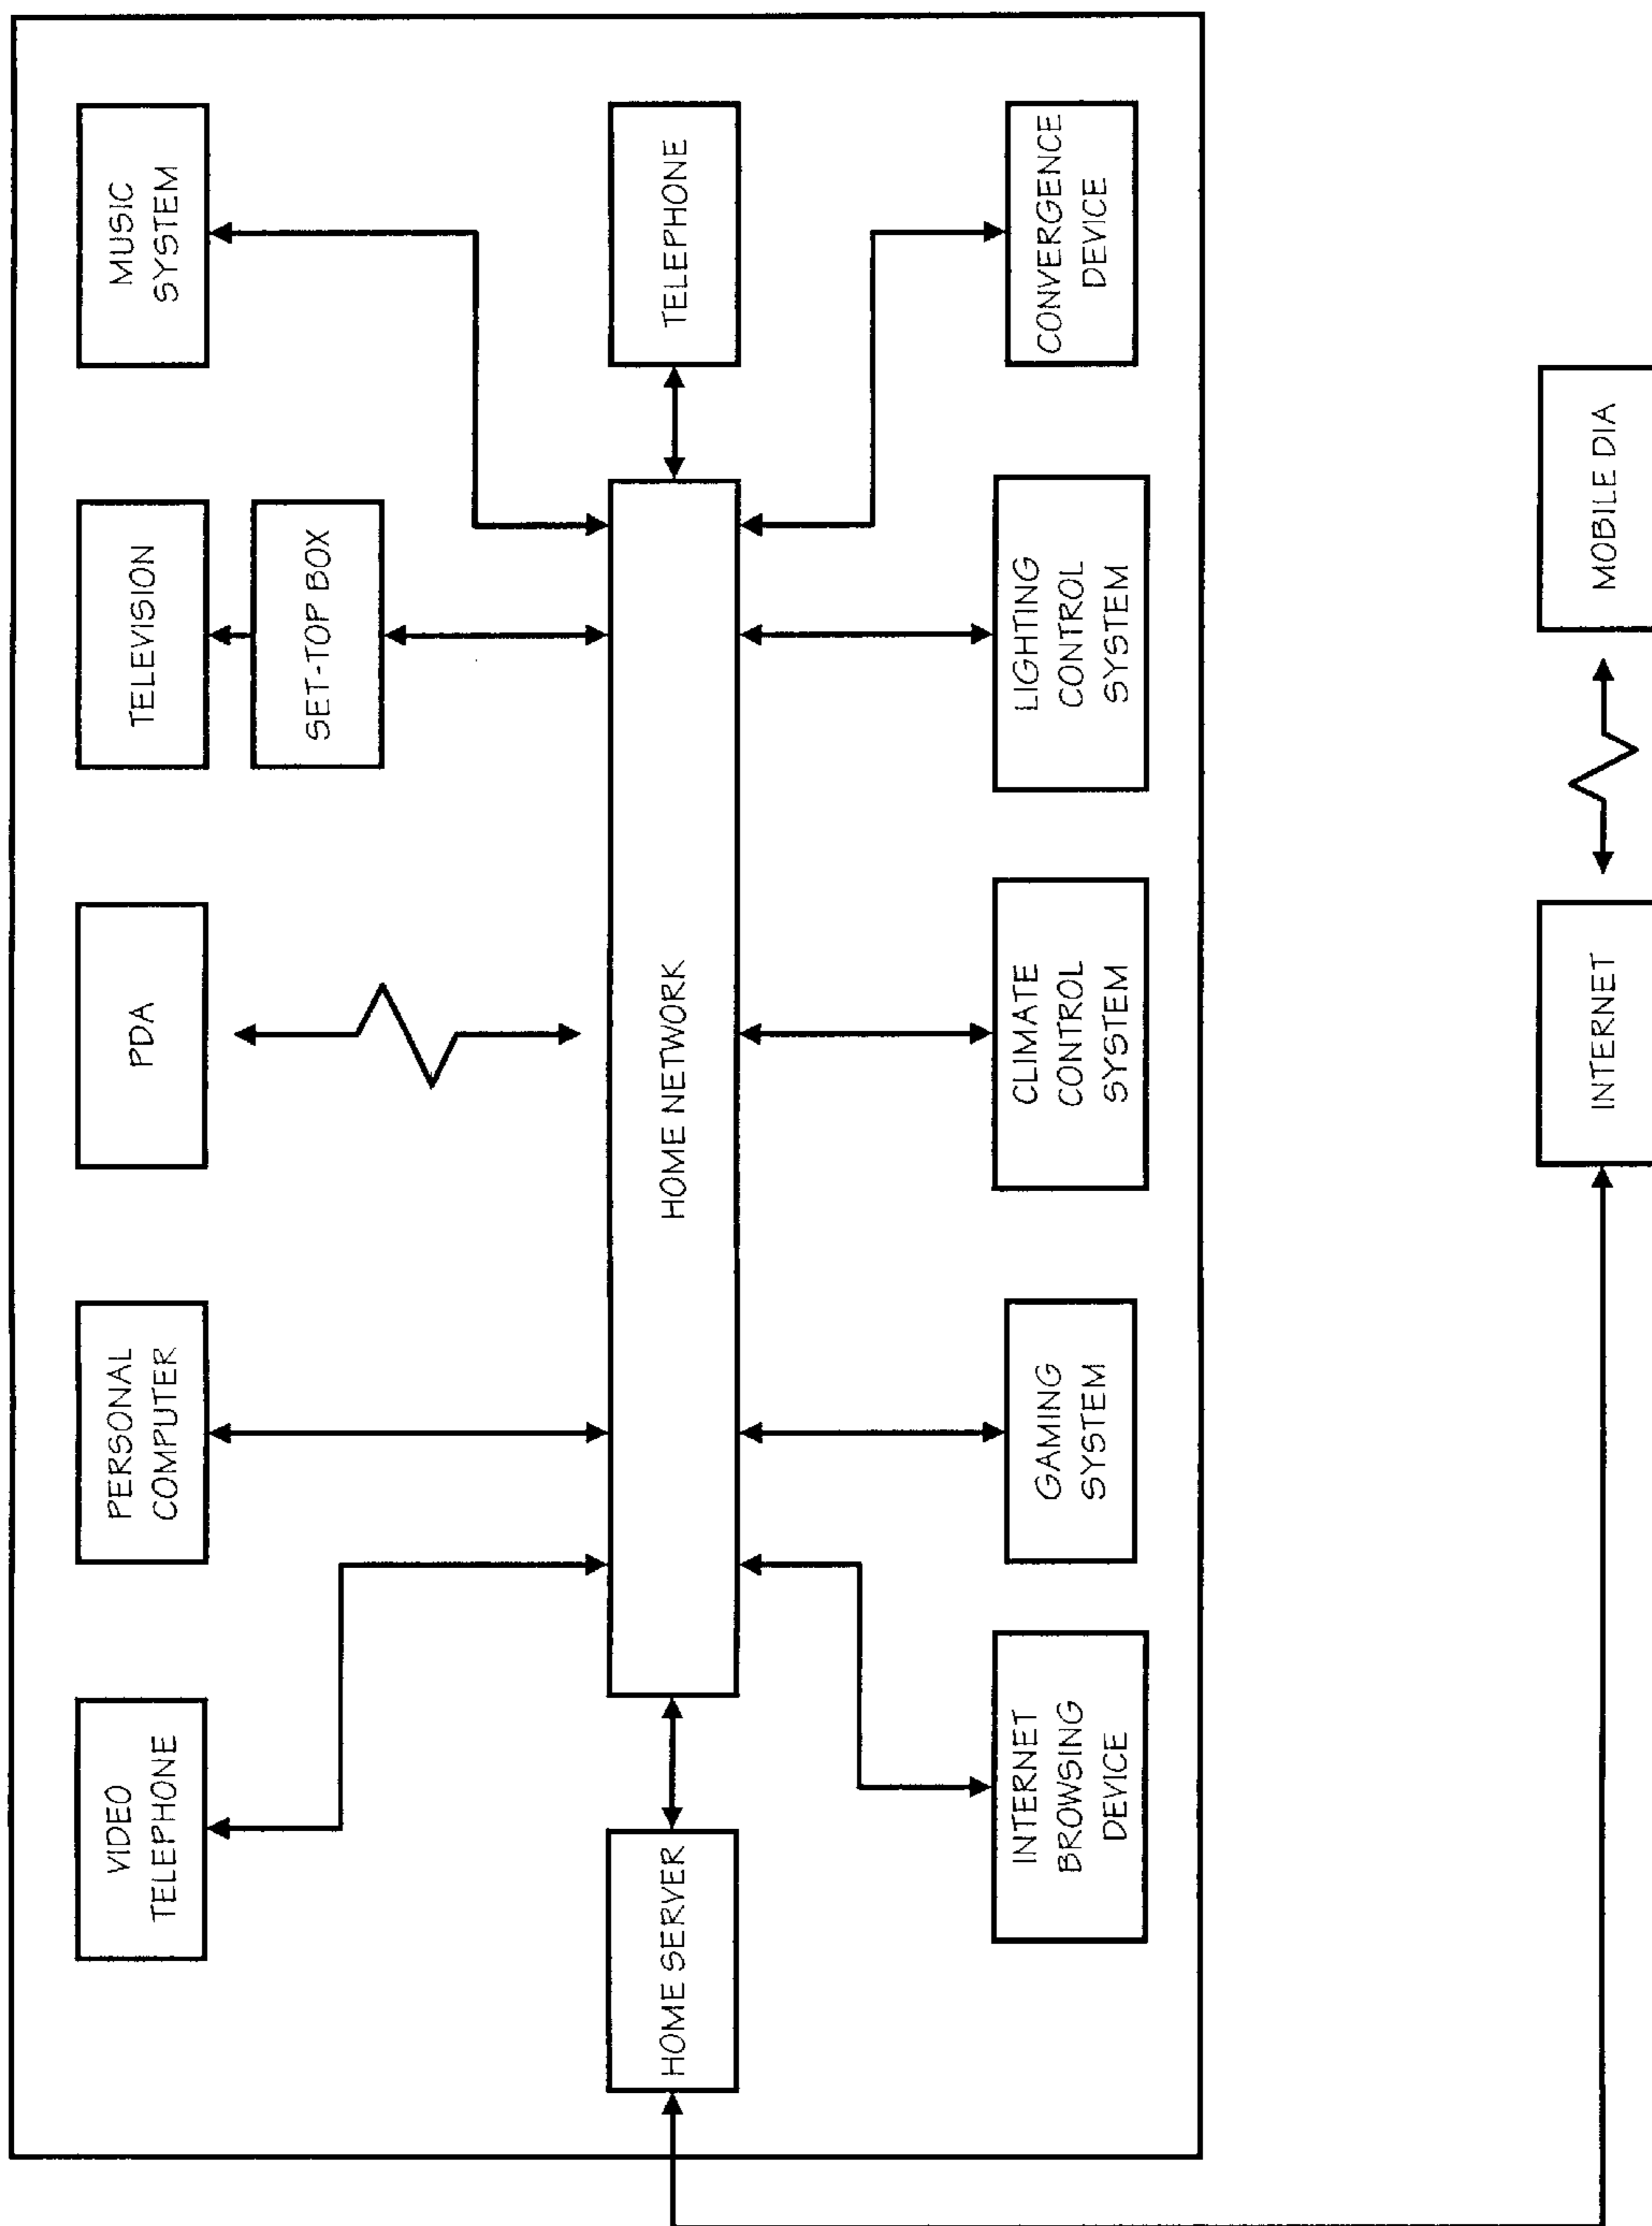 VIDEO
TELEPHONE
PERSONAL
COMPUTER
PDA
TELEVISION
SET-TOP BOX
MUSIC
SYSTEM
HOME SERVER
HOME NETWORK
TELEPHONE
INTERNET
BROWSING
DEVICE
GAMING
SYSTEM
CLIMATE
CONTROL
SYSTEM
LIGHTING
CONTROL
SYSTEM
CONVERGENCE
DEVICE
INTERNET
MOBILE DIA